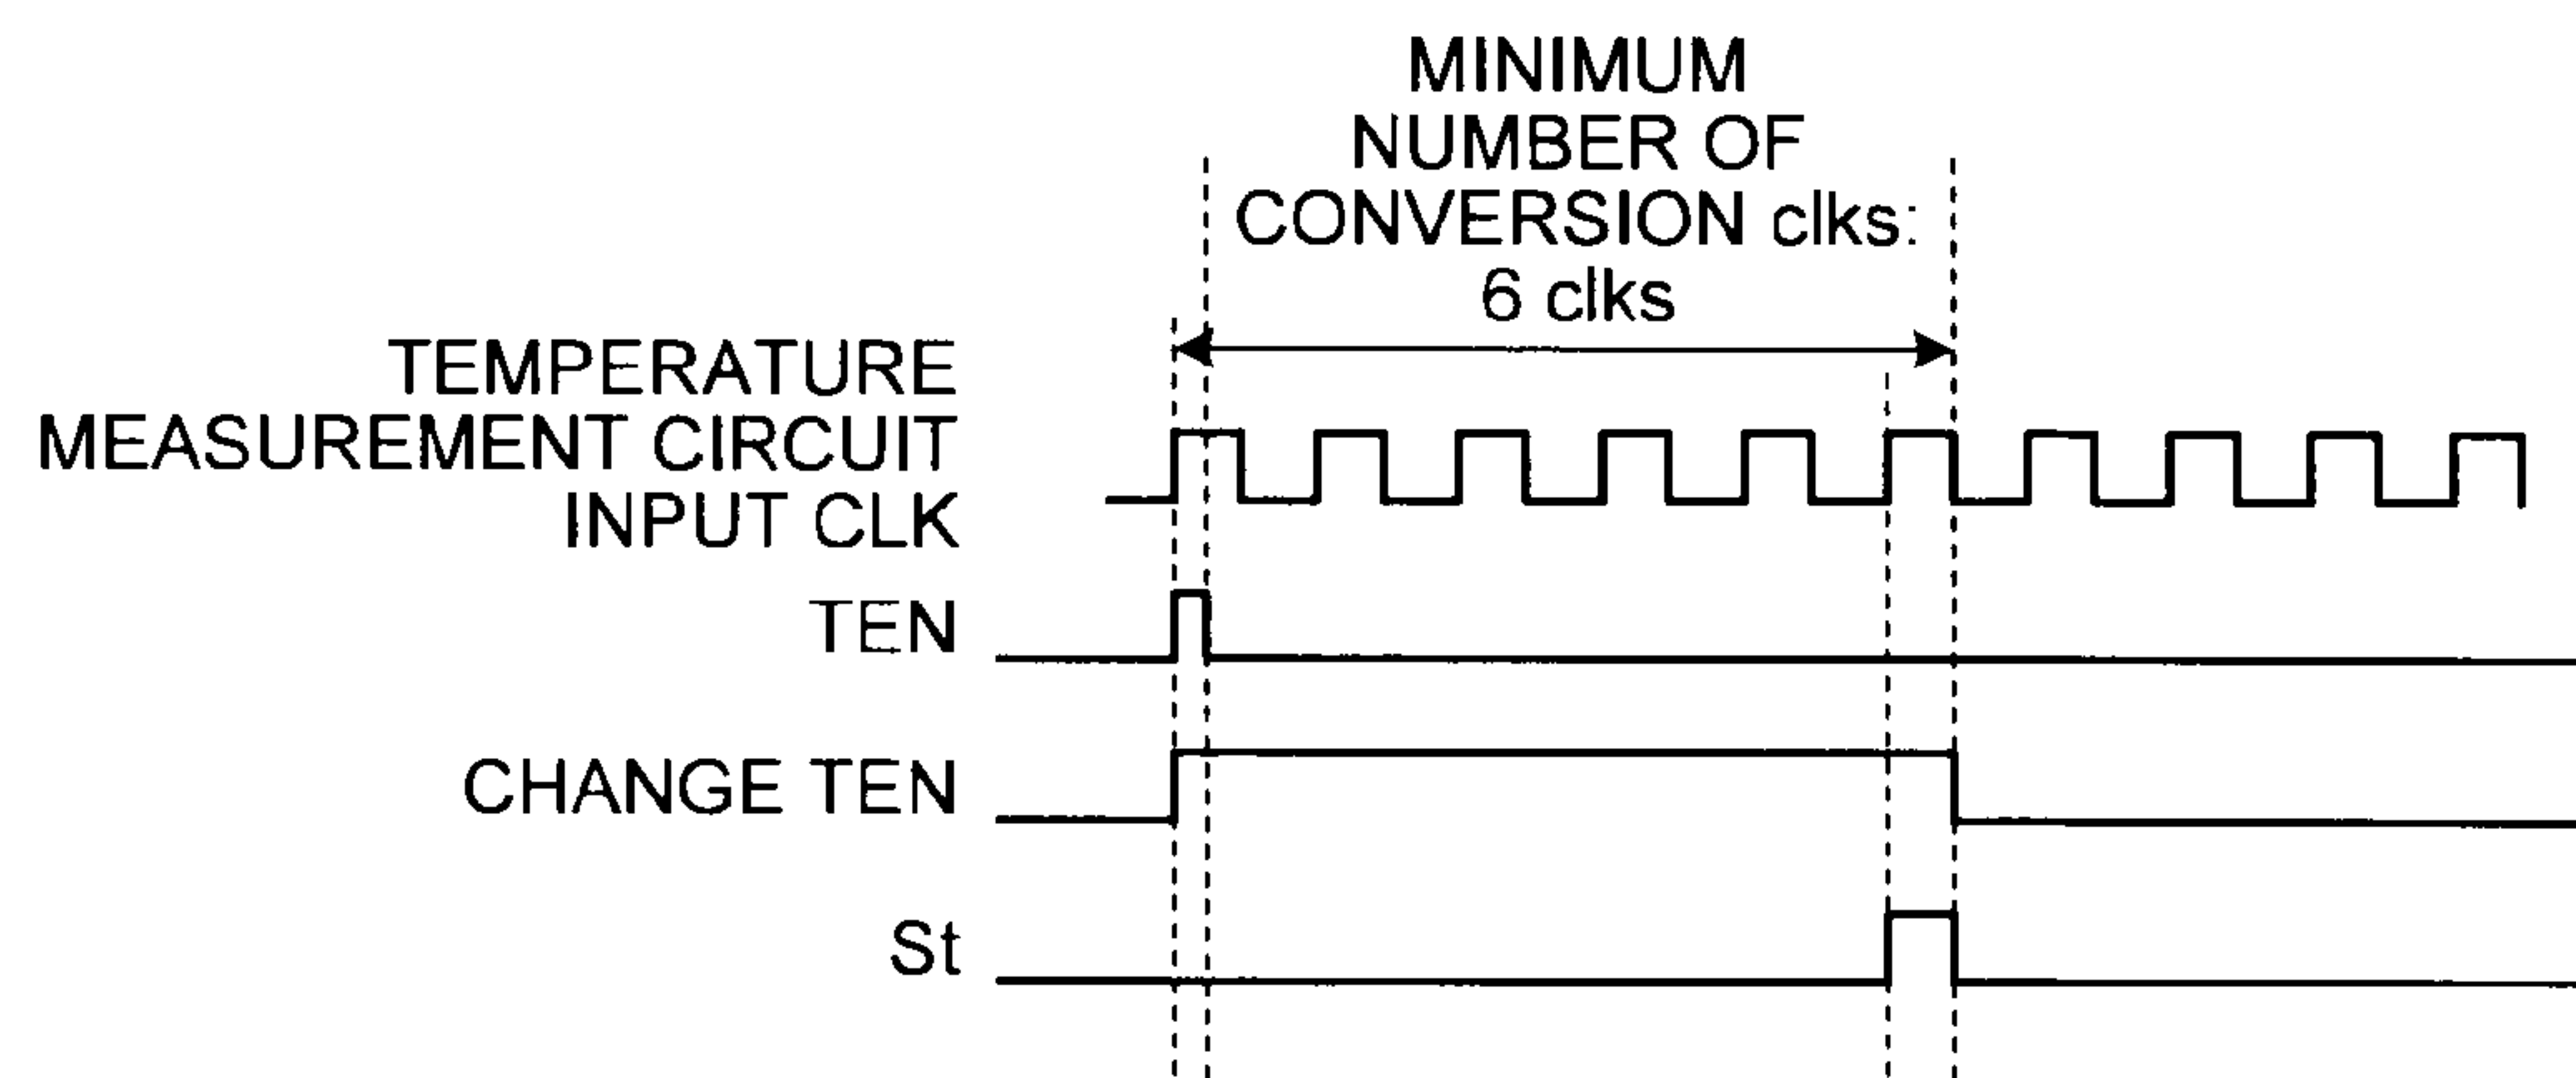 MINIMUM
NUMBER OF
CONVERSION clks:
6 clks
TEMPERATURE
MEASUREMENT CIRCUIT
INPUT CLK
TEN
CHANGE TEN
St